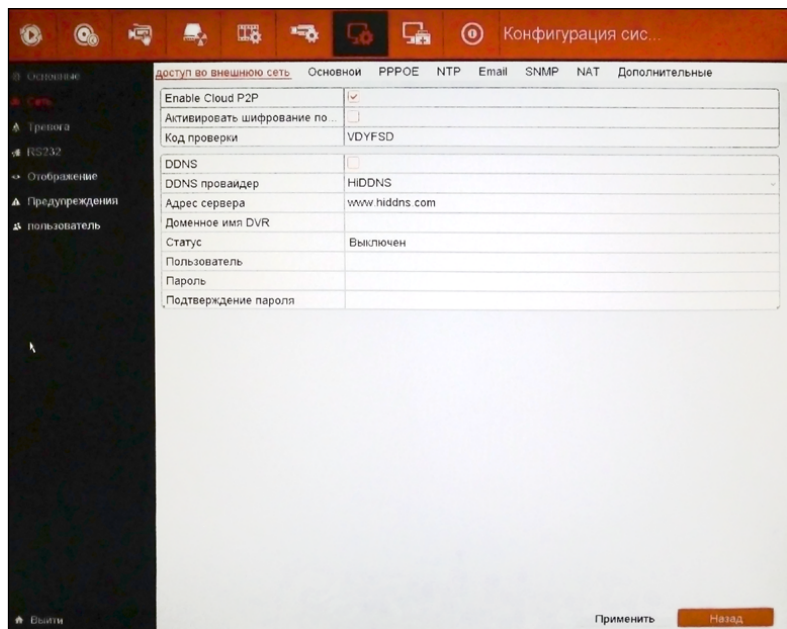 Конфигурация сис...
Основные
Сеть
Тревога
RS232
Отображение
Предупреждения
пользователь
Выйти
доступ во внешнюю сеть Основной PPPOE NTP Email SNMP NAT Дополнительные
Enable Cloud P2P
Активировать шифрование по...
Код проверки VDYFSD
DDNS
DDNS провайдер HiDDNS
Адрес сервера www.hiddns.com
Доменное имя DVR
Статус Выключен
Пользователь
Пароль
Подтверждение пароля
Применить Назад